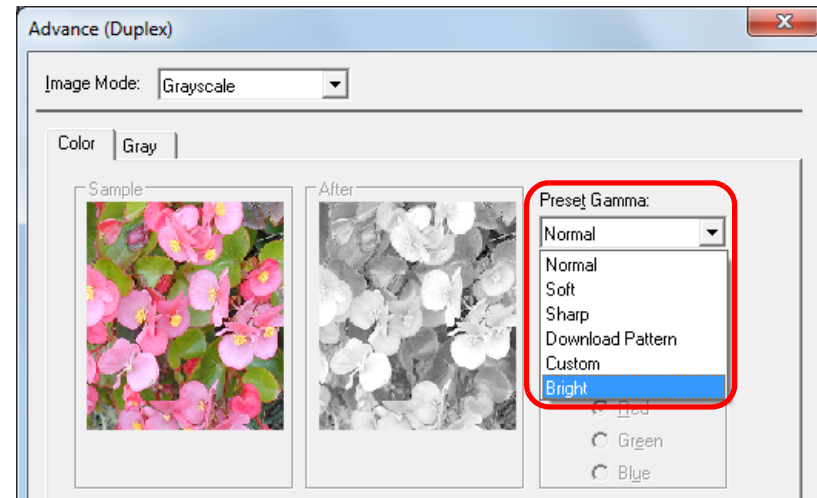 Advance (Duplex)
Image Mode: Grayscale
Color Gray
Sample After
Preset Gamma:
Normal
Normal
Soft
Sharp
Download Pattern
Custom
Bright
Red
Green
Blue